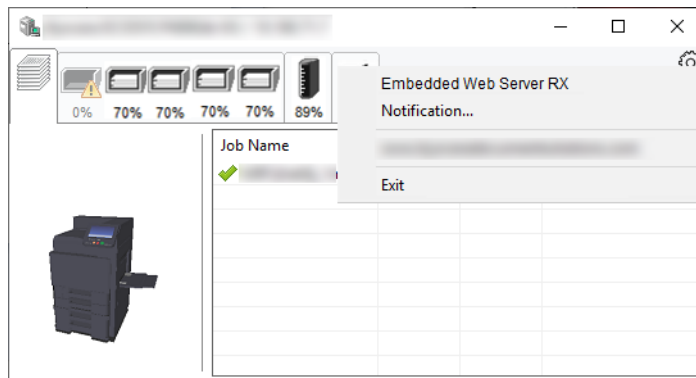 0% 70% 70% 70% 70% 89%
Embedded Web Server RX
Notification...
Exit
Job Name